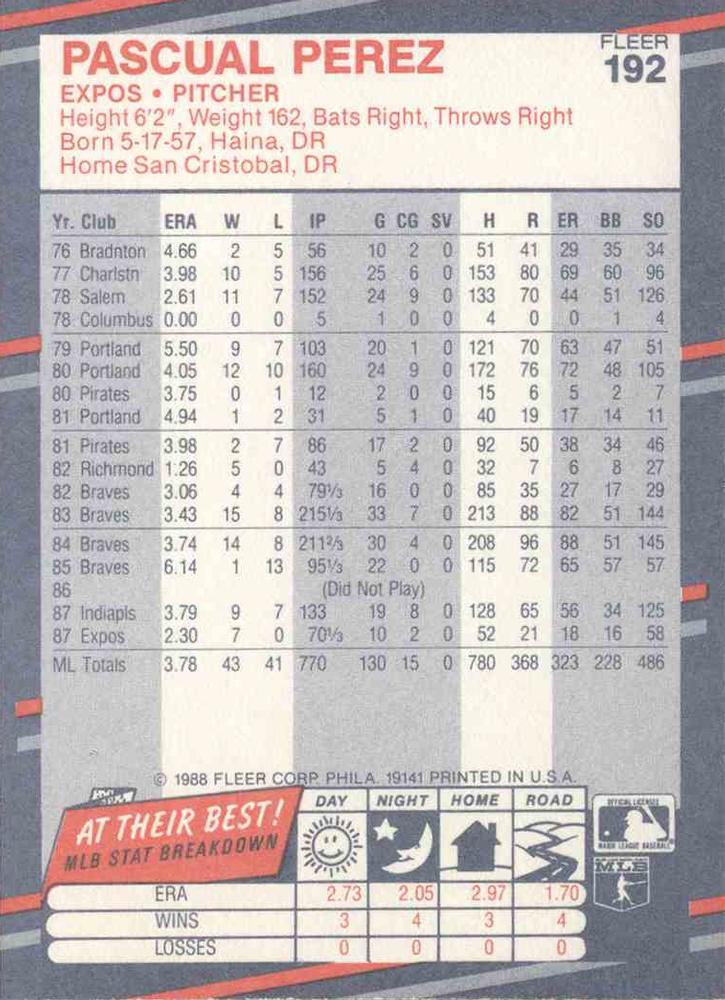 PASCUAL PEREZ
FLEER
192
EXPOS • PITCHER
Height 6'2", Weight 162, Bats Right, Throws Right
Born 5-17-57, Haina, DR
Home San Cristobal, DR
Yr. Club ERA W L IP G CG SV H R ER BB SO
76 Bradnton 4.66 2 5 56 10 2 0 51 41 29 35 34
77 Charlstn 3.98 10 5 156 25 6 0 153 80 69 60 96
78 Salem 2.61 11 7 152 24 9 0 133 70 44 51 126
78 Columbus 0.00 0 0 5 1 0 0 4 0 0 1 4
79 Portland 5.50 9 7 103 20 1 0 121 70 63 47 51
80 Portland 4.05 12 10 160 24 9 0 172 76 72 48 105
80 Pirates 3.75 0 1 12 2 0 0 15 6 5 2 7
81 Portland 4.94 1 2 31 5 1 0 40 19 17 14 11
81 Pirates 3.98 2 7 86 17 2 0 92 50 38 34 46
82 Richmond 1.26 5 0 43 5 4 0 32 7 6 8 27
82 Braves 3.06 4 4 79⅓ 16 0 0 85 35 27 17 29
83 Braves 3.43 15 8 215⅓ 33 7 0 213 88 82 51 144
84 Braves 3.74 14 8 211⅔ 30 4 0 208 96 88 51 145
85 Braves 6.14 1 13 95⅓ 22 0 0 115 72 65 57 57
86 (Did Not Play)
87 Indiapls 3.79 9 7 133 19 8 0 128 65 56 34 125
87 Expos 2.30 7 0 70⅓ 10 2 0 52 21 18 16 58
ML Totals 3.78 43 41 770 130 15 0 780 368 323 228 486
© 1988 FLEER CORP. PHILA. 19141 PRINTED IN U.S.A.
AT THEIR BEST!
MLB STAT BREAKDOWN
DAY NIGHT HOME ROAD
OFFICIAL LICENSEE
MAJOR LEAGUE BASEBALL
MLB
ERA 2.73 2.05 2.97 1.70
WINS 3 4 3 4
LOSSES 0 0 0 0